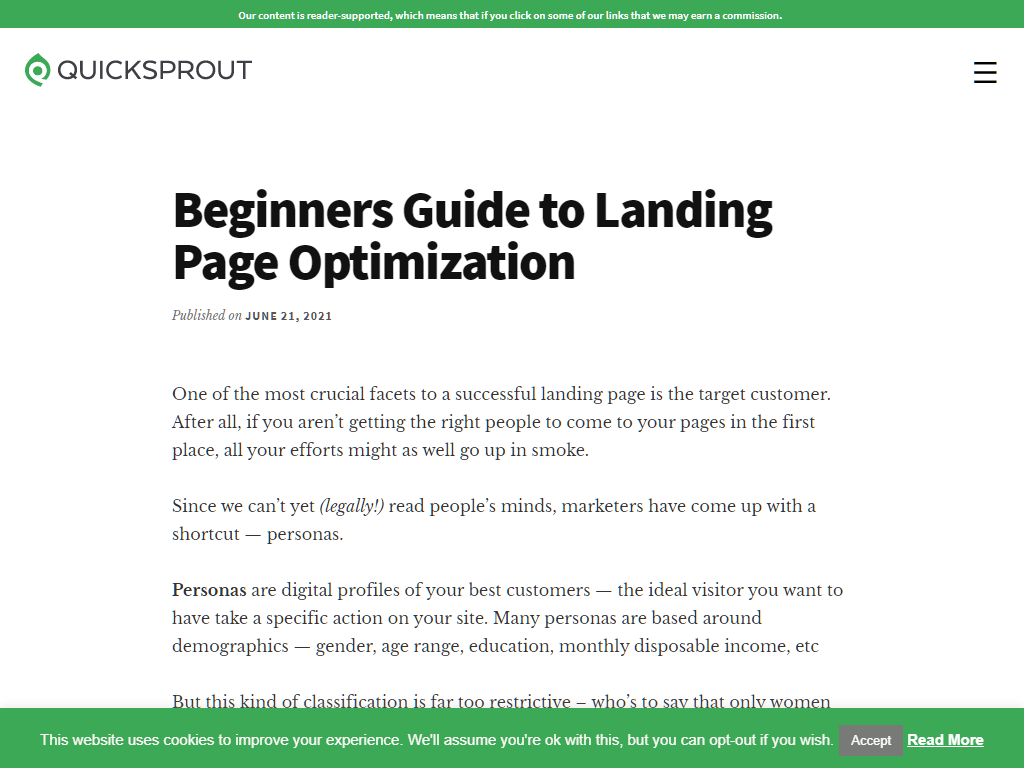 Our content is reader-supported, which means that if you click on some of our links that we may earn a commission.
QUICKSPROUT
Beginners Guide to Landing
Page Optimization
Published on JUNE 21, 2021
One of the most crucial facets to a successful landing page is the target customer.
After all, if you aren’t getting the right people to come to your pages in the first
place, all your efforts might as well go up in smoke.
Since we can’t yet (legally!) read people’s minds, marketers have come up with a
shortcut — personas.
Personas are digital profiles of your best customers — the ideal visitor you want to
have take a specific action on your site. Many personas are based around
demographics — gender, age range, education, monthly disposable income, etc
But this kind of classification is far too restrictive – who’s to say that only women
This website uses cookies to improve your experience. We'll assume you're ok with this, but you can opt-out if you wish. Accept Read More